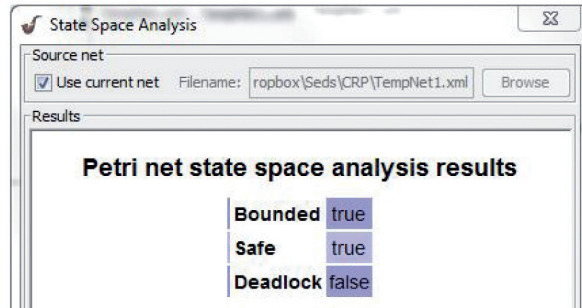 State Space Analysis
Source net
Use current net Filename: ropbox\Seds\CRP\TempNet1.xml Browse
Results
Petri net state space analysis results
Bounded true
Safe true
Deadlock false